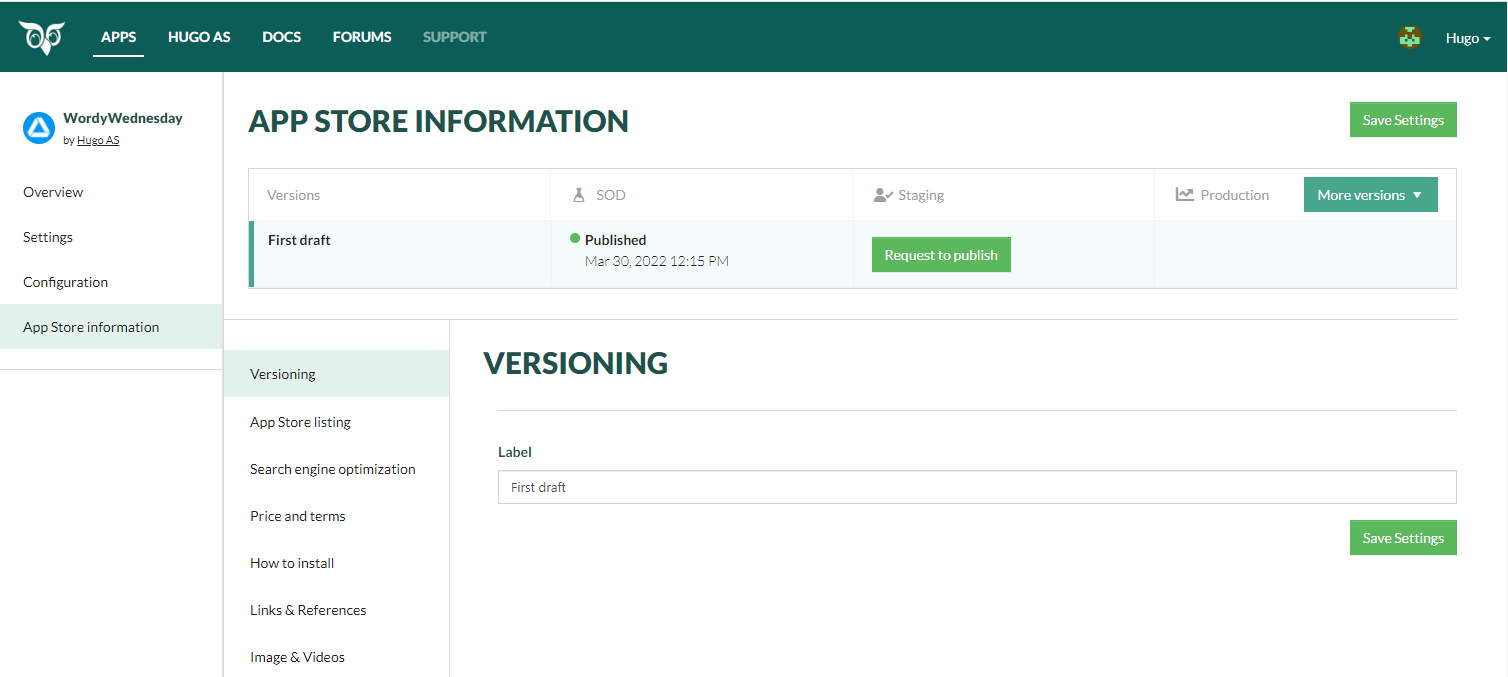 APPS HUGO AS DOCS FORUMS SUPPORT Hugo
WordyWednesday
by Hugo AS
Overview
Settings
Configuration
App Store information
APP STORE INFORMATION
Save Settings
Versions SOD Staging Production More versions
First draft
Published
Mar 30, 2022 12:15 PM
Request to publish
Versioning
App Store listing
Search engine optimization
Price and terms
How to install
Links & References
Image & Videos
VERSIONING
Label
First draft
Save Settings